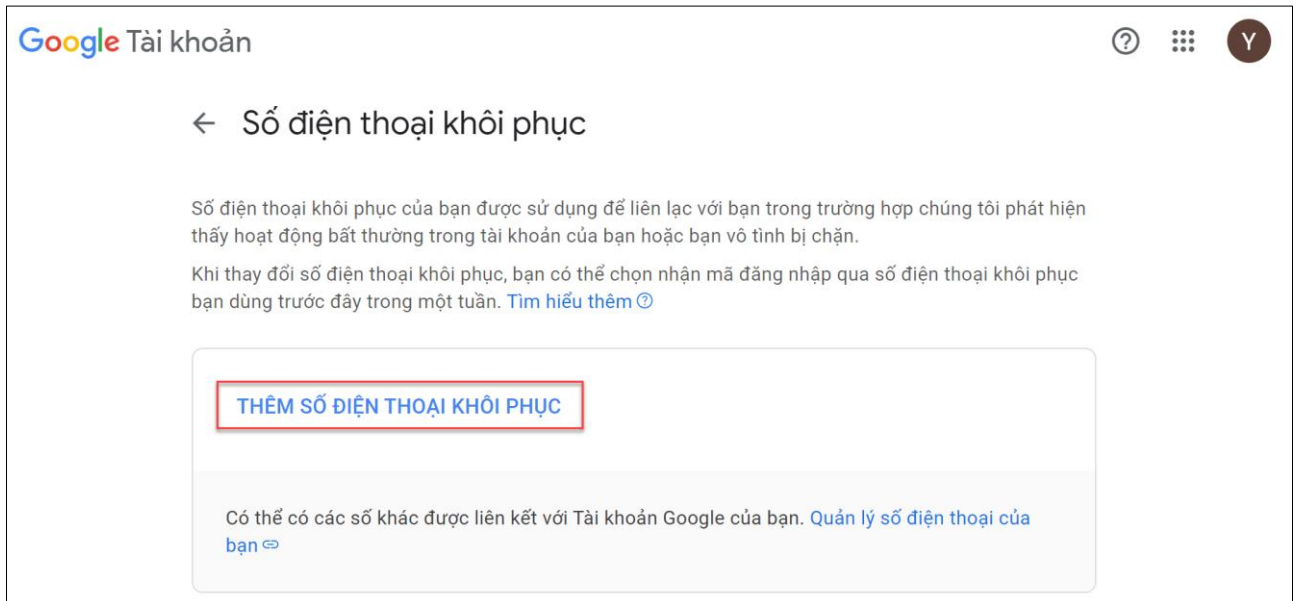 Google Tài khoản
Y
Số điện thoại khôi phục
Số điện thoại khôi phục của bạn được sử dụng để liên lạc với bạn trong trường hợp chúng tôi phát hiện
thấy hoạt động bất thường trong tài khoản của bạn hoặc bạn vô tình bị chặn.
Khi thay đổi số điện thoại khôi phục, bạn có thể chọn nhận mã đăng nhập qua số điện thoại khôi phục
bạn dùng trước đây trong một tuần. Tìm hiểu thêm
THÊM SỐ ĐIỆN THOẠI KHÔI PHỤC
Có thể có các số khác được liên kết với Tài khoản Google của bạn. Quản lý số điện thoại của
bạn